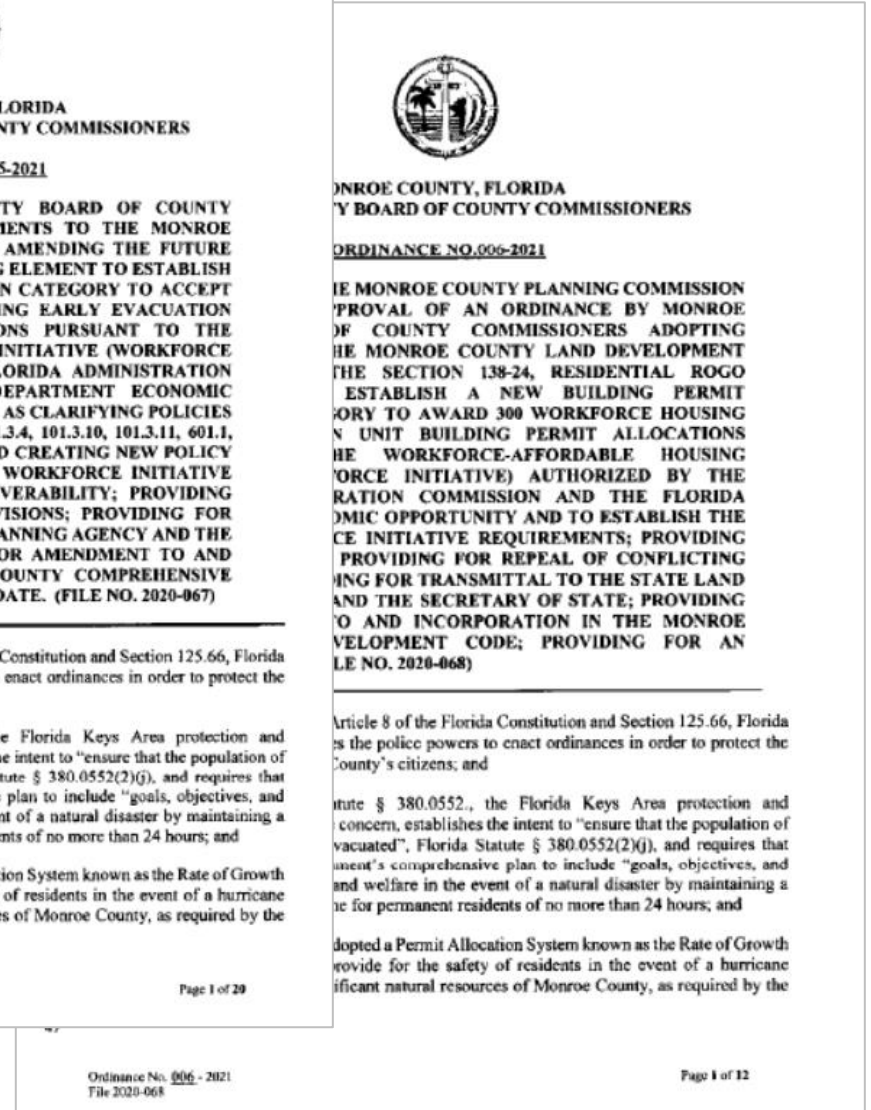 LORIDA
NTY COMMISSIONERS
5-2021
TY BOARD OF COUNTY
MENTS TO THE MONROE
AMENDING THE FUTURE
G ELEMENT TO ESTABLISH
N CATEGORY TO ACCEPT
ING EARLY EVACUATION
ONS PURSUANT TO THE
INITIATIVE (WORKFORCE
ORIDA ADMINISTRATION
DEPARTMENT ECONOMIC
AS CLARIFYING POLICIES
.3.4, 101.3.10, 101.3.11, 601.1,
D CREATING NEW POLICY
WORKFORCE INITIATIVE
VERABILITY; PROVIDING
VISIONS; PROVIDING FOR
ANNING AGENCY AND THE
OR AMENDMENT TO AND
OUNTY COMPREHENSIVE
DATE. (FILE NO. 2020-067)
Constitution and Section 125.66, Florida
enact ordinances in order to protect the
e Florida Keys Area protection and
he intent to "ensure that the population of
tute § 380.0552(2)(j), and requires that
plan to include "goals, objectives, and
nt of a natural disaster by maintaining a
nts of no more than 24 hours; and
tion System known as the Rate of Growth
of residents in the event of a hurricane
es of Monroe County, as required by the
Page 1 of 20
ONROE COUNTY, FLORIDA
Y BOARD OF COUNTY COMMISSIONERS
ORDINANCE NO.006-2021
HE MONROE COUNTY PLANNING COMMISSION
PPROVAL OF AN ORDINANCE BY MONROE
OF COUNTY COMMISSIONERS ADOPTING
HE MONROE COUNTY LAND DEVELOPMENT
THE SECTION 138-24, RESIDENTIAL ROGO
ESTABLISH A NEW BUILDING PERMIT
ORY TO AWARD 300 WORKFORCE HOUSING
N UNIT BUILDING PERMIT ALLOCATIONS
HE WORKFORCE-AFFORDABLE HOUSING
ORCE INITIATIVE) AUTHORIZED BY THE
RATION COMMISSION AND THE FLORIDA
OMIC OPPORTUNITY AND TO ESTABLISH THE
CE INITIATIVE REQUIREMENTS; PROVIDING
PROVIDING FOR REPEAL OF CONFLICTING
ING FOR TRANSMITTAL TO THE STATE LAND
AND THE SECRETARY OF STATE; PROVIDING
O AND INCORPORATION IN THE MONROE
VELOPMENT CODE; PROVIDING FOR AN
LE NO. 2020-068)
Article 8 of the Florida Constitution and Section 125.66, Florida
es the police powers to enact ordinances in order to protect the
County's citizens; and
tute § 380.0552., the Florida Keys Area protection and
concern, establishes the intent to "ensure that the population of
vacuated", Florida Statute § 380.0552(2)(j), and requires that
ment's comprehensive plan to include "goals, objectives, and
and welfare in the event of a natural disaster by maintaining a
e for permanent residents of no more than 24 hours; and
dopted a Permit Allocation System known as the Rate of Growth
rovide for the safety of residents in the event of a hurricane
ificant natural resources of Monroe County, as required by the
Ordinance No. 006 - 2021
File 2020-068
Page 1 of 12